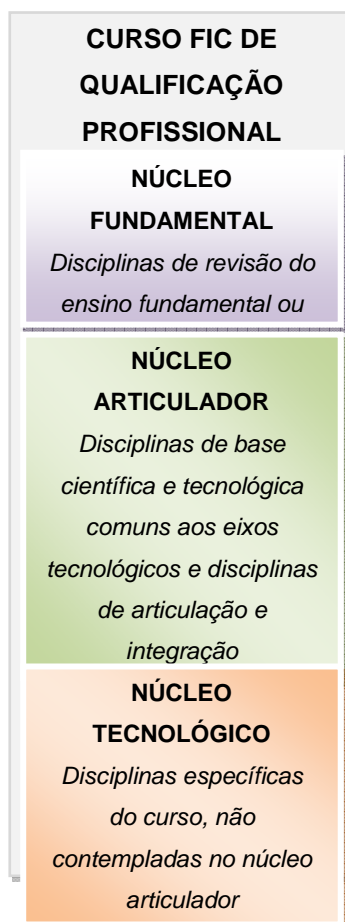 CURSO FIC DE
QUALIFICAÇÃO
PROFISSIONAL
NÚCLEO
FUNDAMENTAL
Disciplinas de revisão do
ensino fundamental ou
NÚCLEO
ARTICULADOR
Disciplinas de base
científica e tecnológica
comuns aos eixos
tecnológicos e disciplinas
de articulação e
integração
NÚCLEO
TECNOLÓGICO
Disciplinas específicas
do curso, não
contempladas no núcleo
articulador